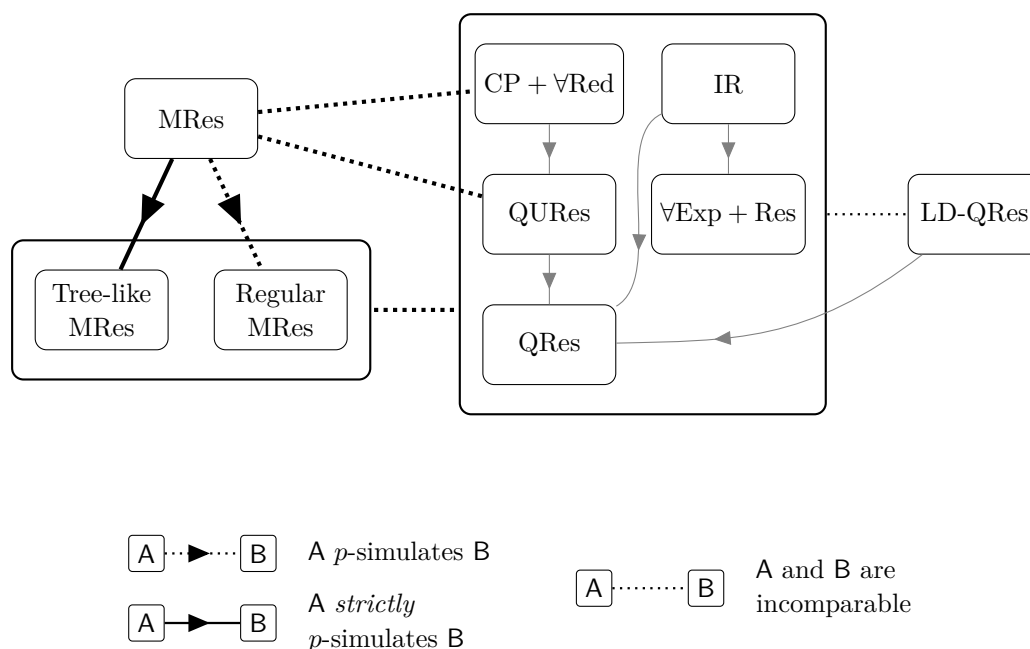 CP + ∀Red
IR
MRes
QURes
∀Exp + Res
LD-QRes
Tree-like
MRes
Regular
MRes
QRes
A
B
A p-simulates B
A
B
A strictly
p-simulates B
A
B
A and B are
incomparable